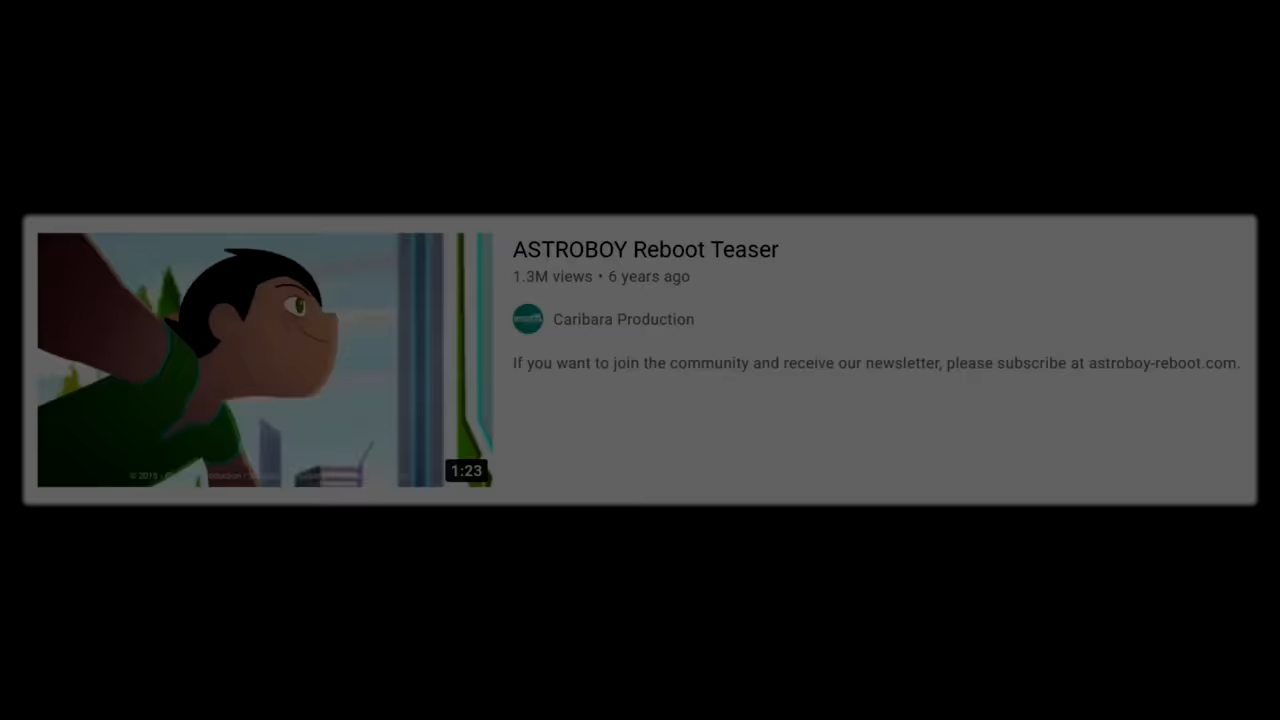 ASTROBOY Reboot Teaser
1.3M views • 6 years ago
Caribara Production
If you want to join the community and receive our newsletter, please subscribe at astroboy-reboot.com.
1:23